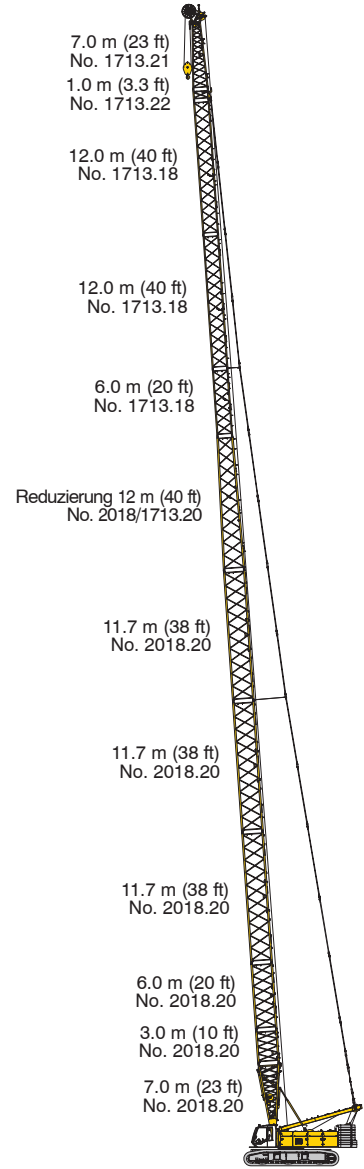 7.0 m (23 ft)
No. 1713.21
1.0 m (3.3 ft)
No. 1713.22
12.0 m (40 ft)
No. 1713.18
12.0 m (40 ft)
No. 1713.18
6.0 m (20 ft)
No. 1713.18
Reduzierung 12 m (40 ft)
No. 2018/1713.20
11.7 m (38 ft)
No. 2018.20
11.7 m (38 ft)
No. 2018.20
11.7 m (38 ft)
No. 2018.20
6.0 m (20 ft)
No. 2018.20
3.0 m (10 ft)
No. 2018.20
7.0 m (23 ft)
No. 2018.20